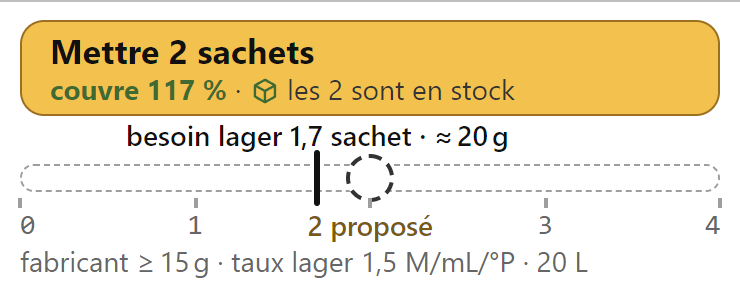 Mettre 2 sachets
couvre 117 % · les 2 sont en stock
besoin lager 1,7 sachet · ≈ 20 g
0 1 2 proposé 3 4
fabricant ≥ 15 g · taux lager 1,5 M/mL/°P · 20 L